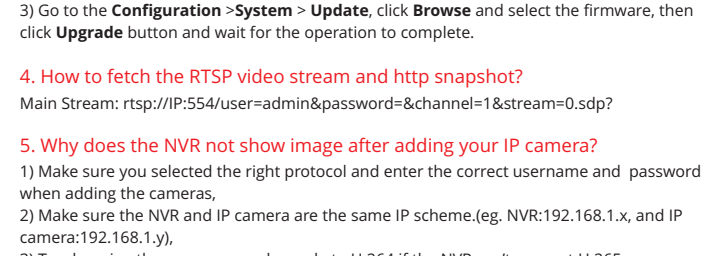 3) Go to the Configuration >System > Update, click Browse and select the firmware, then
click Upgrade button and wait for the operation to complete.
4. How to fetch the RTSP video stream and http snapshot?
Main Stream: rtsp://IP:554/user=admin&password=&channel=1&stream=0.sdp?
5. Why does the NVR not show image after adding your IP camera?
1) Make sure you selected the right protocol and enter the correct username and password
when adding the cameras,
2) Make sure the NVR and IP camera are the same IP scheme.(eg. NVR:192.168.1.x, and IP
camera:192.168.1.y),